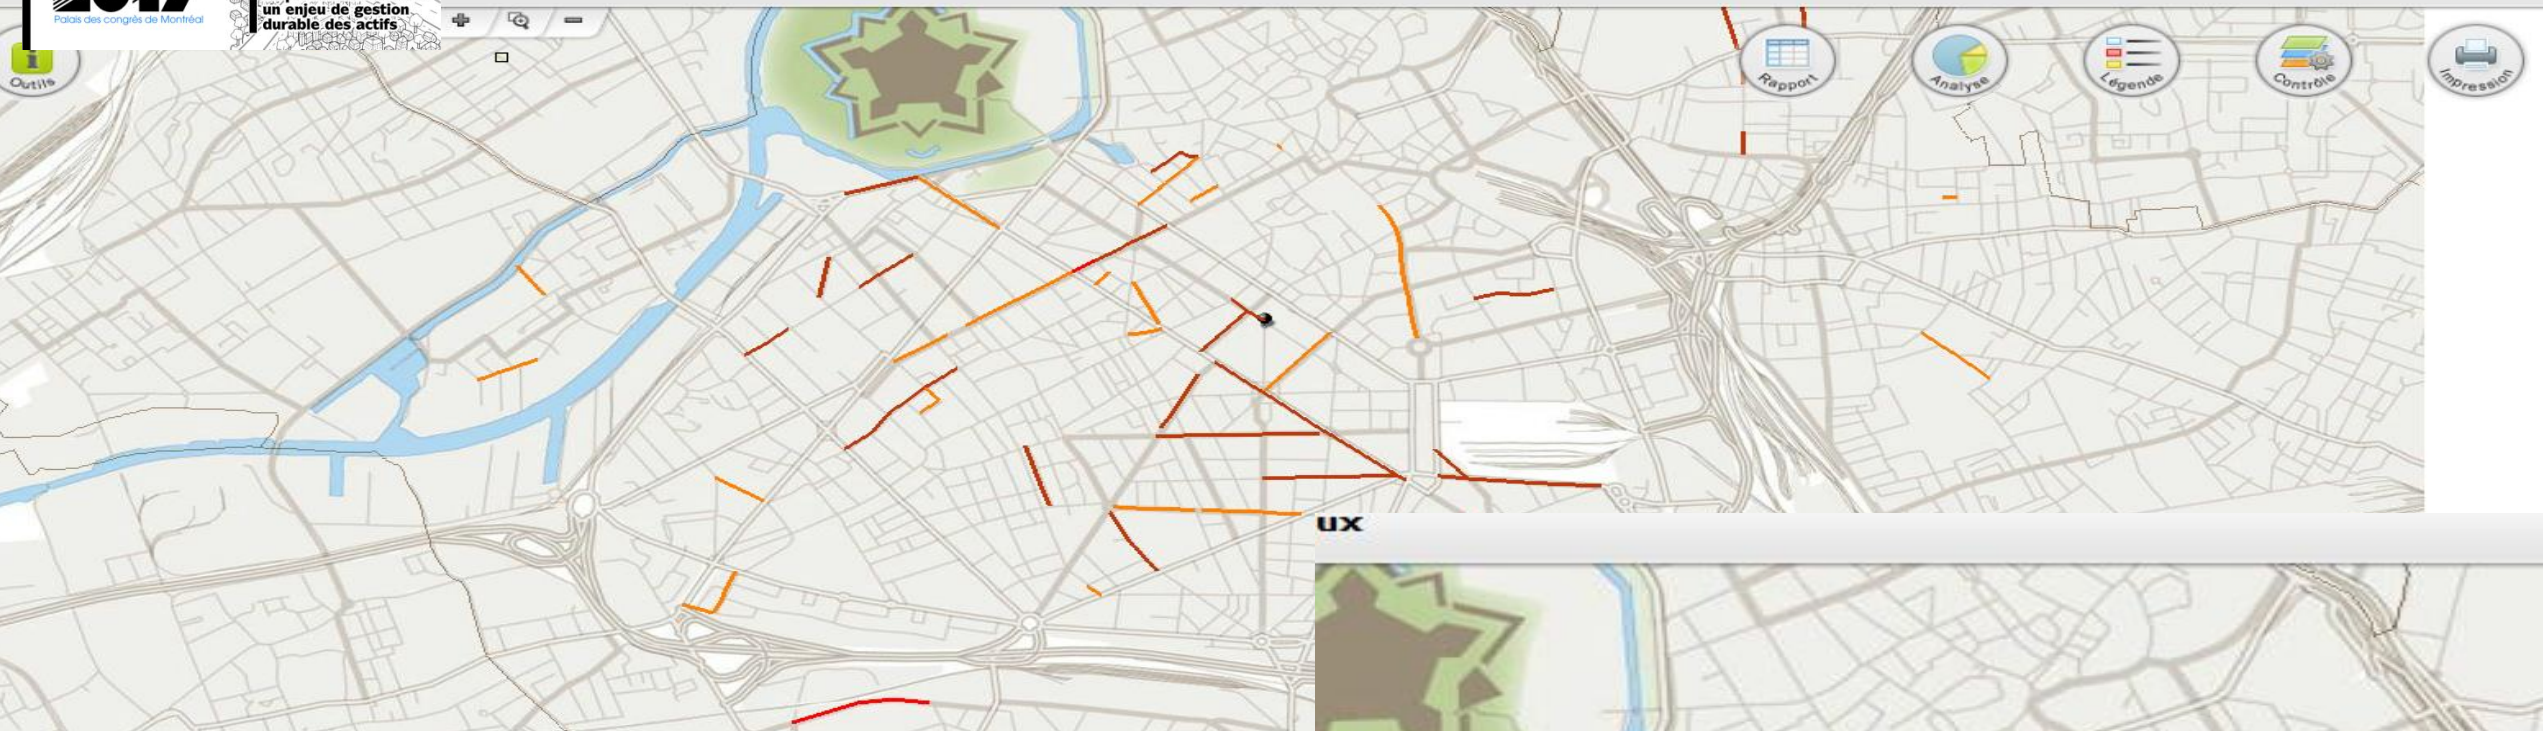 2017
Palais des congrès de Montréal
un enjeu de gestion
durable des actifs
Outils
Rapport
Analyse
Légende
Contrôle
Impression
ux